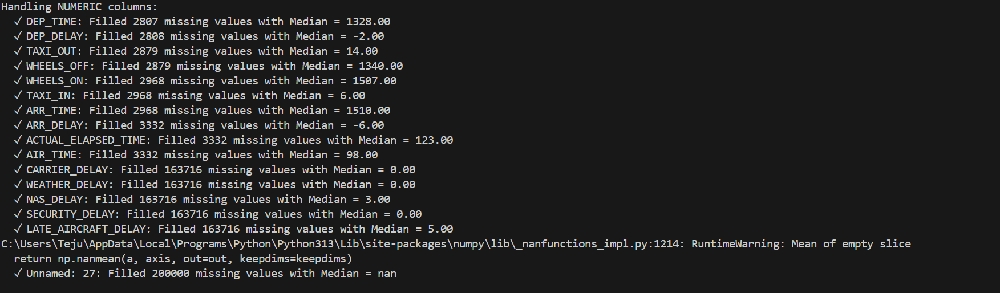 Handling NUMERIC columns:
✓ DEP_TIME: Filled 2807 missing values with Median = 1328.00
✓ DEP_DELAY: Filled 2808 missing values with Median = -2.00
✓ TAXI_OUT: Filled 2879 missing values with Median = 14.00
✓ WHEELS_OFF: Filled 2879 missing values with Median = 1340.00
✓ WHEELS_ON: Filled 2968 missing values with Median = 1507.00
✓ TAXI_IN: Filled 2968 missing values with Median = 6.00
✓ ARR_TIME: Filled 2968 missing values with Median = 1510.00
✓ ARR_DELAY: Filled 3332 missing values with Median = -6.00
✓ ACTUAL_ELAPSED_TIME: Filled 3332 missing values with Median = 123.00
✓ AIR_TIME: Filled 3332 missing values with Median = 98.00
✓ CARRIER_DELAY: Filled 163716 missing values with Median = 0.00
✓ WEATHER_DELAY: Filled 163716 missing values with Median = 0.00
✓ NAS_DELAY: Filled 163716 missing values with Median = 3.00
✓ SECURITY_DELAY: Filled 163716 missing values with Median = 0.00
✓ LATE_AIRCRAFT_DELAY: Filled 163716 missing values with Median = 5.00
C:\Users\Teju\AppData\Local\Programs\Python\Python313\Lib\site-packages\numpy\lib\_nanfunctions_impl.py:1214: RuntimeWarning: Mean of empty slice
return np.nanmean(a, axis, out=out, keepdims=keepdims)
✓ Unnamed: 27: Filled 200000 missing values with Median = nan